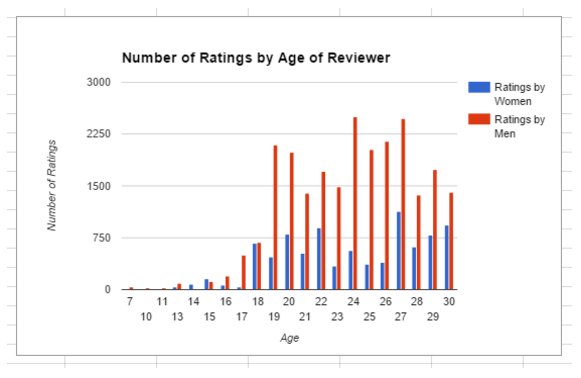 Number of Ratings by Age of Reviewer
3000
2250
1500
750
0
Number of Ratings
7 11 14 16 18 20 22 24 26 28 30
10 13 15 17 19 21 23 25 27 29
Age
Ratings by
Women
Ratings by
Men